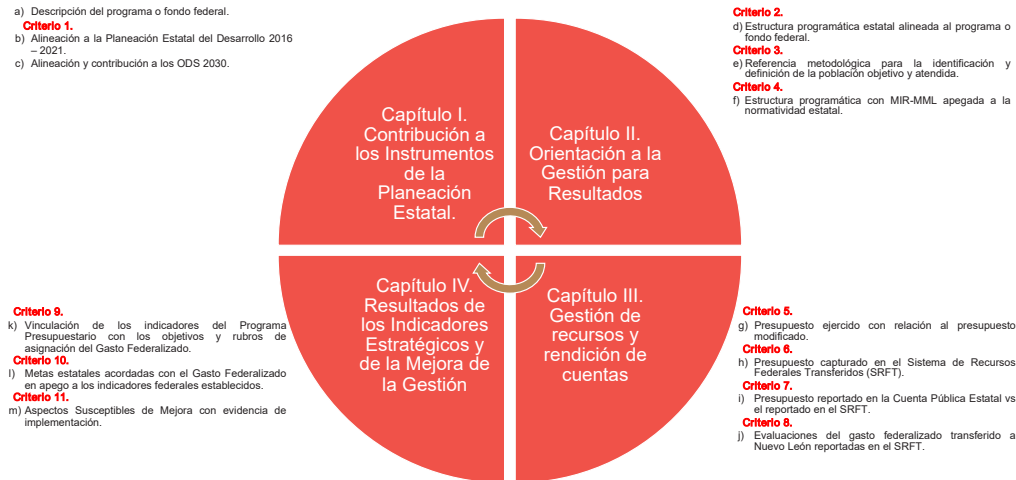 a) Descripción del programa o fondo federal.
Criterio 1.
b) Alineación a la Planeación Estatal del Desarrollo 2016
– 2021.
c) Alineación y contribución a los ODS 2030.
Criterio 2.
d) Estructura programática estatal alineada al programa o
fondo federal.
Criterio 3.
e) Referencia metodológica para la identificación y
definición de la población objetivo y atendida.
Criterio 4.
f) Estructura programática con MIR-MML apegada a la
normatividad estatal.
Capítulo I.
Contribución a
los Instrumentos
de la
Planeación
Estatal.
Capítulo II.
Orientación a la
Gestión para
Resultados
Capítulo IV.
Resultados de
los Indicadores
Estratégicos y
de la Mejora de
la Gestión
Capítulo III.
Gestión de
recursos y
rendición de
cuentas
Criterio 9.
k) Vinculación de los indicadores del Programa
Presupuestario con los objetivos y rubros de
asignación del Gasto Federalizado.
Criterio 10.
l) Metas estatales acordadas con el Gasto Federalizado
en apego a los indicadores federales establecidos.
Criterio 11.
m) Aspectos Susceptibles de Mejora con evidencia de
implementación.
Criterio 5.
g) Presupuesto ejercido con relación al presupuesto
modificado.
Criterio 6.
h) Presupuesto capturado en el Sistema de Recursos
Federales Transferidos (SRFT).
Criterio 7.
i) Presupuesto reportado en la Cuenta Pública Estatal vs
el reportado en el SRFT.
Criterio 8.
j) Evaluaciones del gasto federalizado transferido a
Nuevo León reportadas en el SRFT.